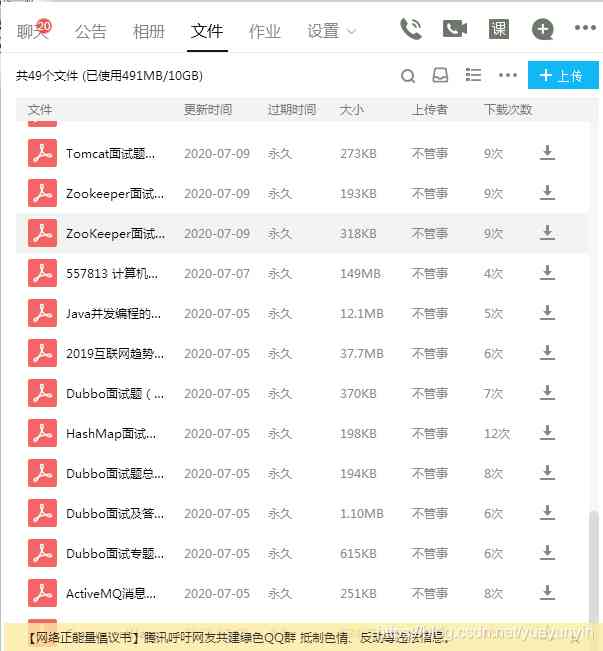 聊天 20 公告 相册 文件 作业 设置 课
共49个文件 (已使用491MB/10GB) 上传
文件 更新时间 过期时间 大小 上传者 下载次数
Tomcat面试题... 2020-07-09 永久 273KB 不管事 9次
Zookeeper面试... 2020-07-09 永久 193KB 不管事 9次
ZooKeeper面试... 2020-07-09 永久 318KB 不管事 9次
557813 计算机... 2020-07-07 永久 149MB 不管事 4次
Java并发编程的... 2020-07-05 永久 12.1MB 不管事 5次
2019互联网趋势... 2020-07-05 永久 37.7MB 不管事 6次
Dubbo面试题（... 2020-07-05 永久 370KB 不管事 7次
HashMap面试... 2020-07-05 永久 198KB 不管事 12次
Dubbo面试题总... 2020-07-05 永久 194KB 不管事 8次
Dubbo面试及答... 2020-07-05 永久 1.10MB 不管事 6次
Dubbo面试专题... 2020-07-05 永久 615KB 不管事 6次
ActiveMQ消息... 2020-07-05 永久 251KB 不管事 8次
【网络正能量倡议书】腾讯呼吁网友共建绿色QQ群 抵制色情、反动等违法信息。
https://blog.csdn.net/yueyunyin